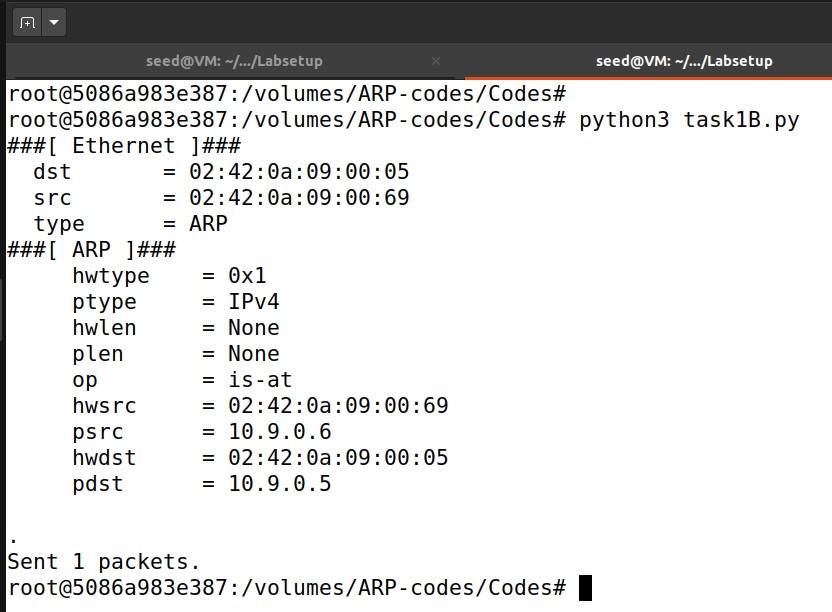 seed@VM: ~/.../Labsetup × seed@VM: ~/.../Labsetup
root@5086a983e387:/volumes/ARP-codes/Codes#
root@5086a983e387:/volumes/ARP-codes/Codes# python3 task1B.py
###[ Ethernet ]###
  dst       = 02:42:0a:09:00:05
  src       = 02:42:0a:09:00:69
  type      = ARP
###[ ARP ]###
     hwtype    = 0x1
     ptype     = IPv4
     hwlen     = None
     plen      = None
     op        = is-at
     hwsrc     = 02:42:0a:09:00:69
     psrc      = 10.9.0.6
     hwdst     = 02:42:0a:09:00:05
     pdst      = 10.9.0.5

.
Sent 1 packets.
root@5086a983e387:/volumes/ARP-codes/Codes#